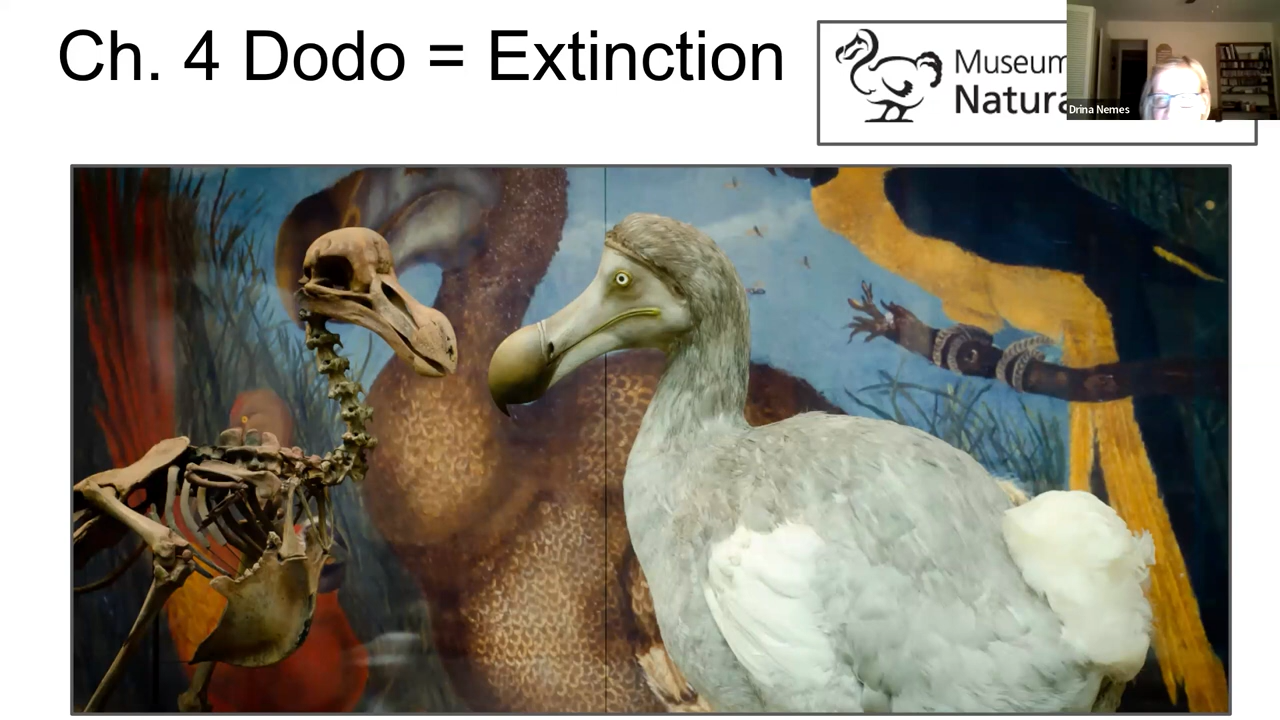 Ch. 4 Dodo = Extinction
Museum
Natura
Drina Nemes